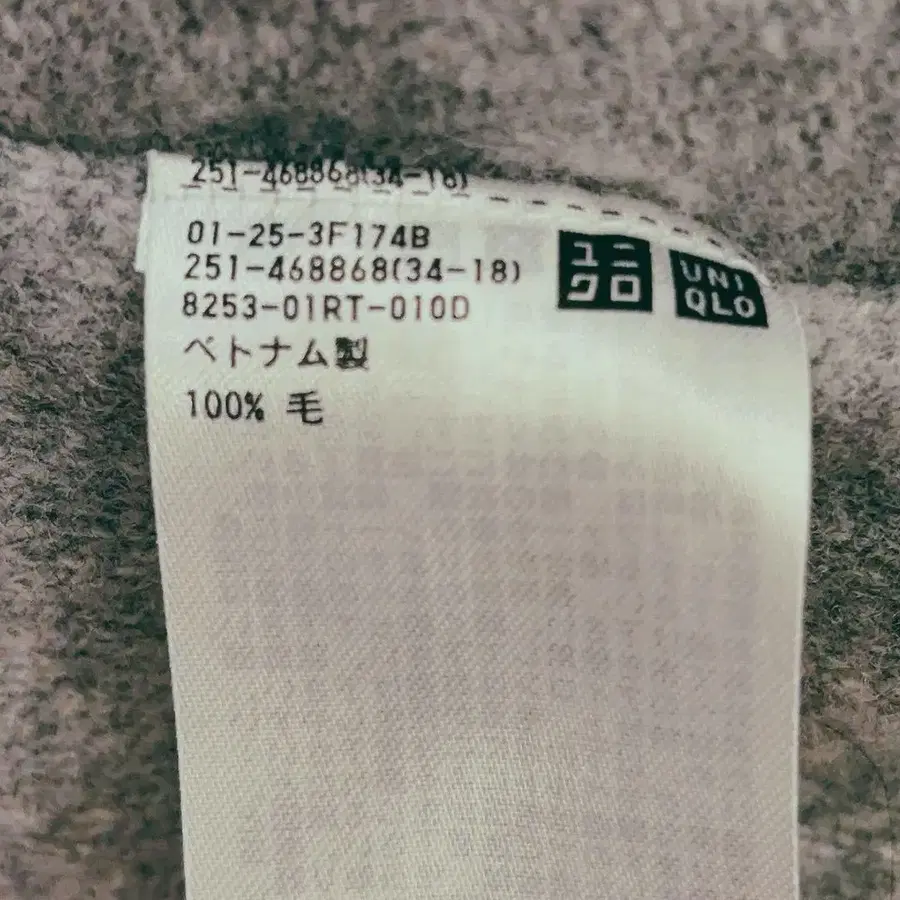 251-468868(34-18)
01-25-3F174B
251-468868(34-18)
8253-01RT-010D
ベトナム製
100% 毛
ユニ
クロ
UNI
QLO